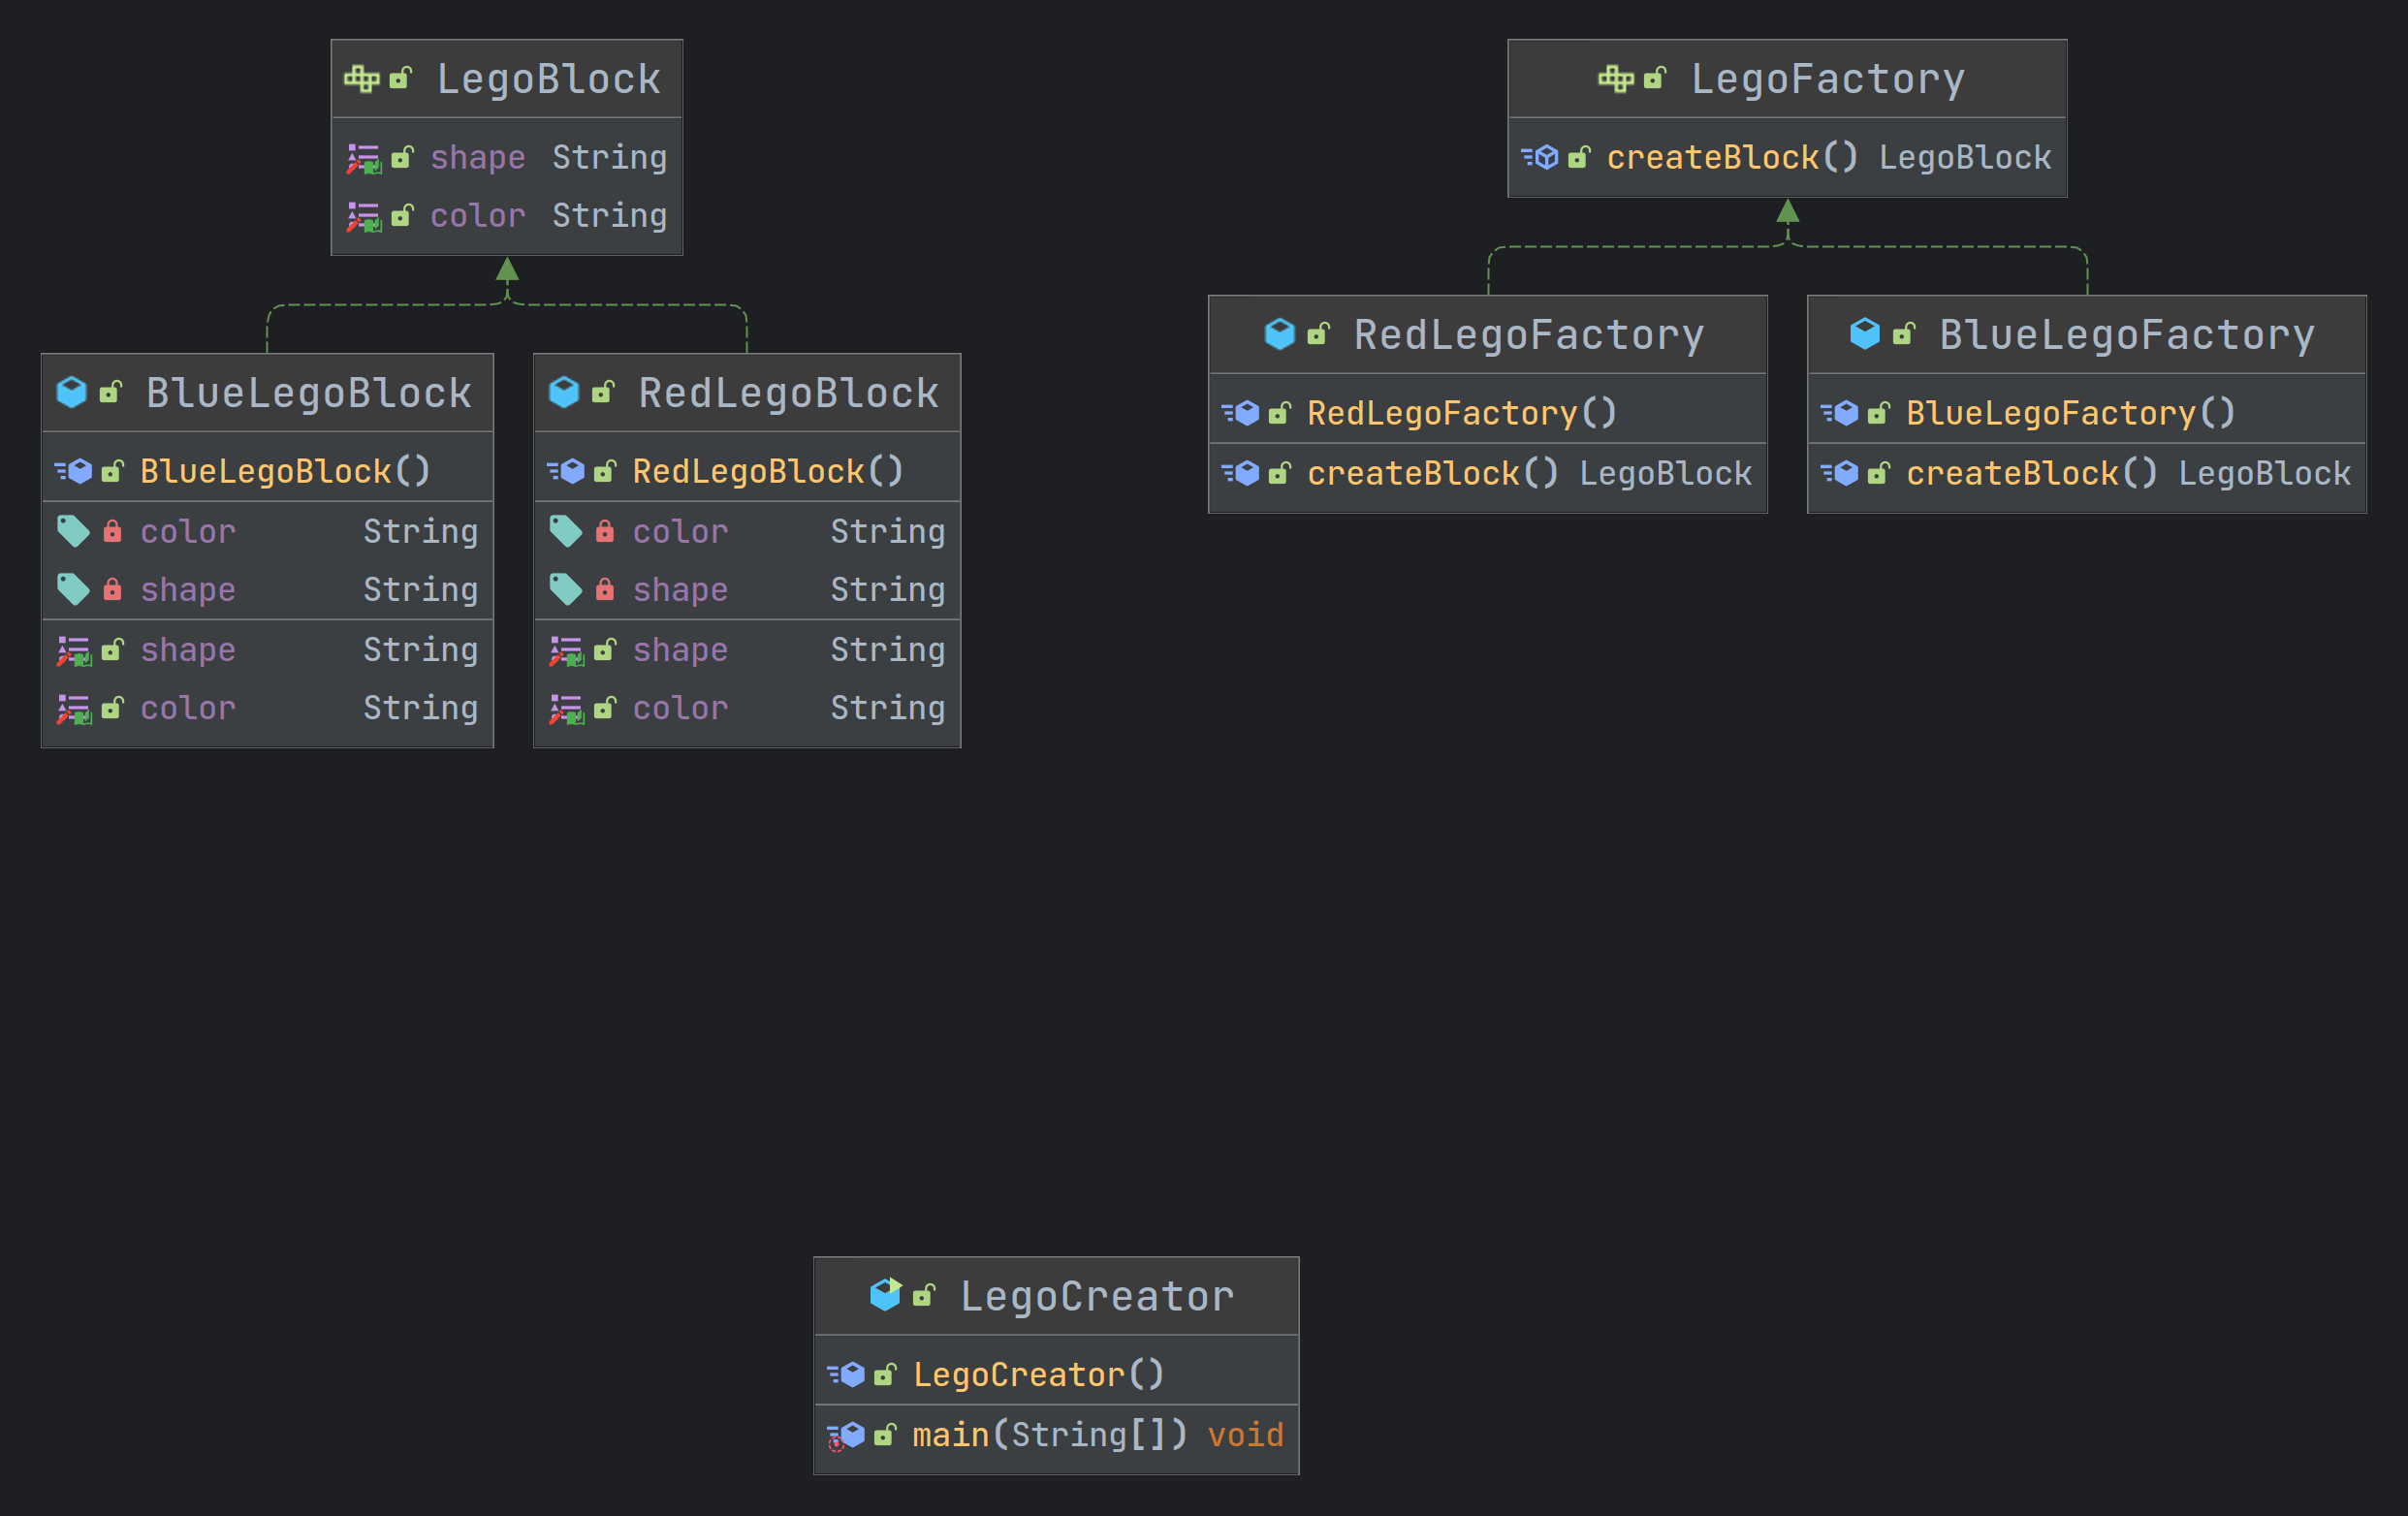 LegoBlock
shape String
color String
BlueLegoBlock
BlueLegoBlock()
color String
shape String
shape String
color String
RedLegoBlock
RedLegoBlock()
color String
shape String
shape String
color String
LegoFactory
createBlock() LegoBlock
RedLegoFactory
RedLegoFactory()
createBlock() LegoBlock
BlueLegoFactory
BlueLegoFactory()
createBlock() LegoBlock
LegoCreator
LegoCreator()
main(String[]) void